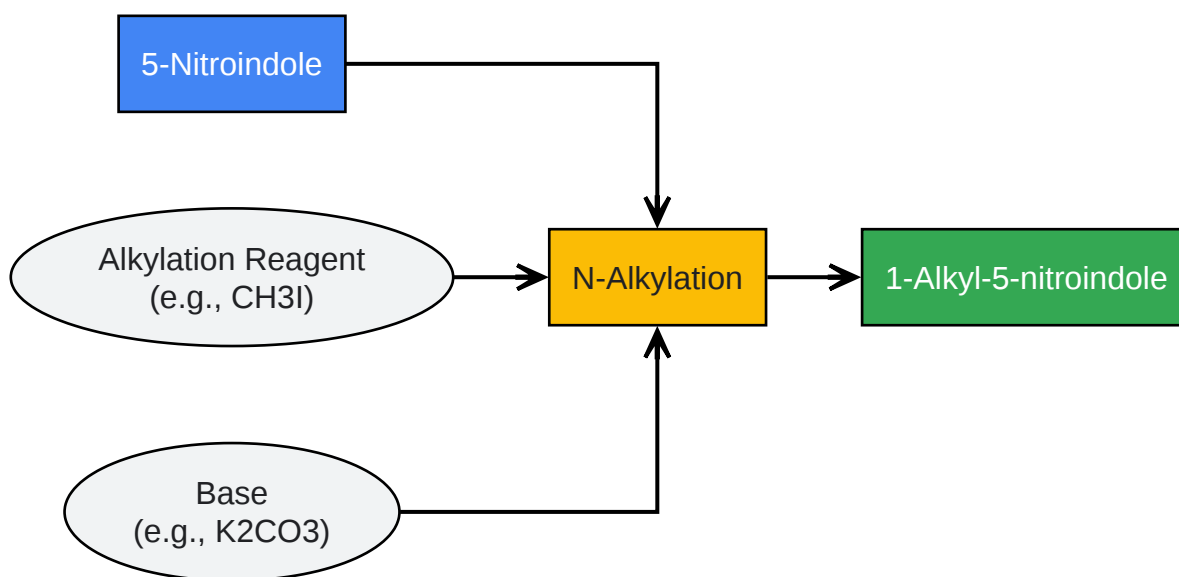 5-Nitroindole
Alkylation Reagent
(e.g., CH3I)
N-Alkylation
1-Alkyl-5-nitroindole
Base
(e.g., K2CO3)